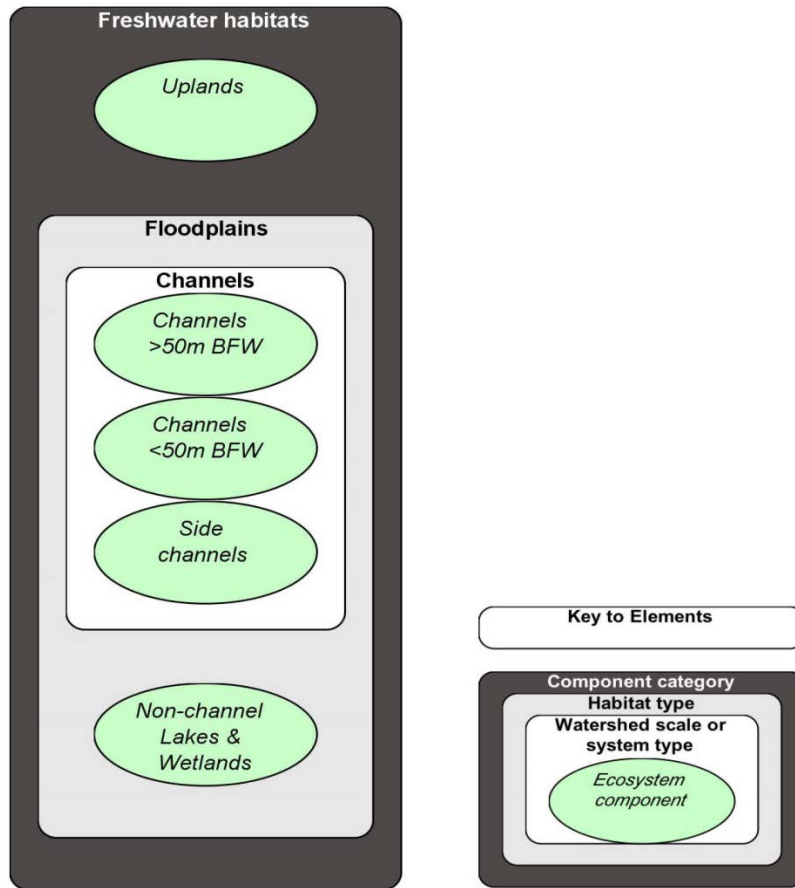 Freshwater habitats
Uplands
Floodplains
Channels
Channels
>50m BFW
Channels
<50m BFW
Side
channels
Non-channel
Lakes &
Wetlands
Key to Elements
Component category
Habitat type
Watershed scale or
system type
Ecosystem
component